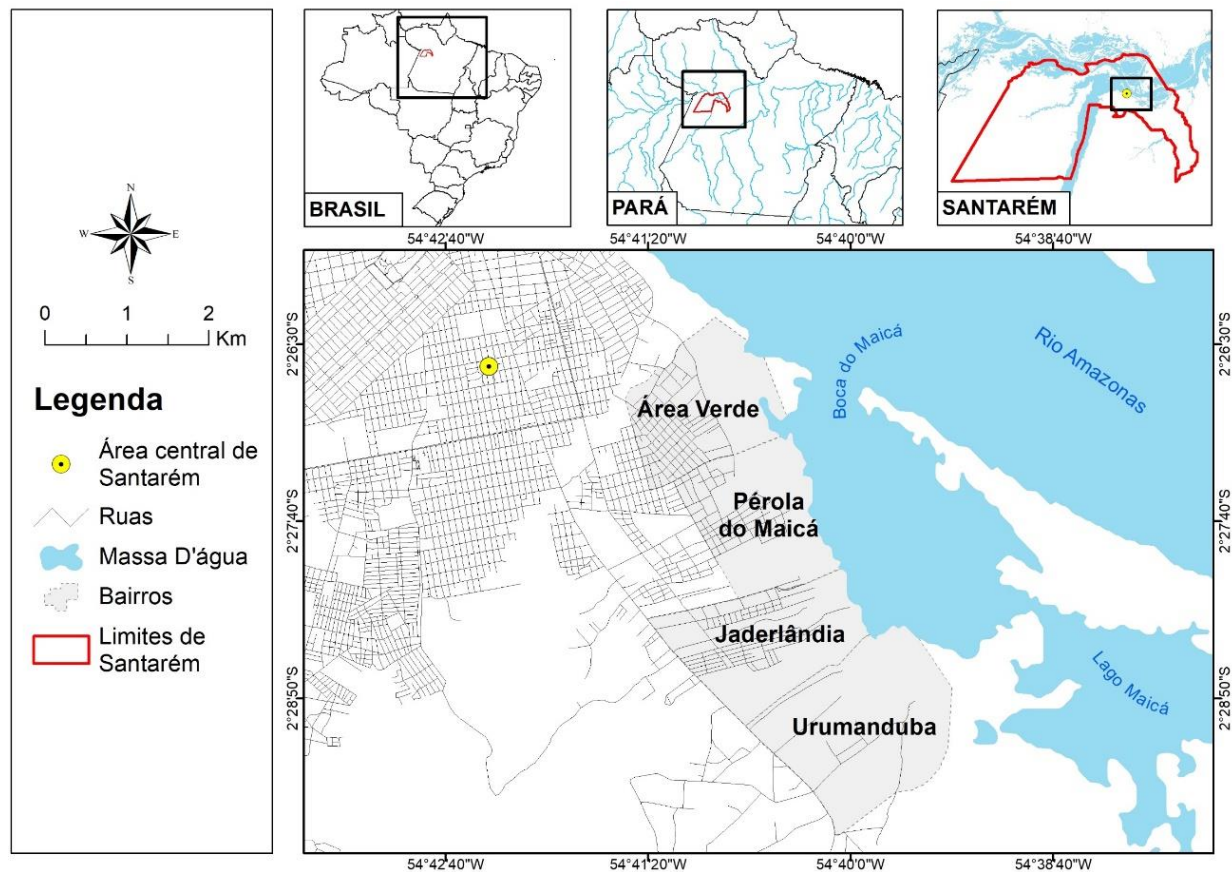 BRASIL
PARÁ
SANTARÉM
N
W
E
S
0 1 2
Km
Legenda
Área central de
Santarém
Ruas
Massa D'água
Bairros
Limites de
Santarém
54°42'40"W 54°41'20"W 54°40'0"W 54°38'40"W
2°26'30"S
2°27'40"S
2°28'50"S
Boca do Maicá
Rio Amazonas
Área Verde
Pérola
do Maicá
Jaderlândia
Urumanduba
Lago Maicá
2°26'30"S
2°27'40"S
2°28'50"S
54°42'40"W 54°41'20"W 54°40'0"W 54°38'40"W